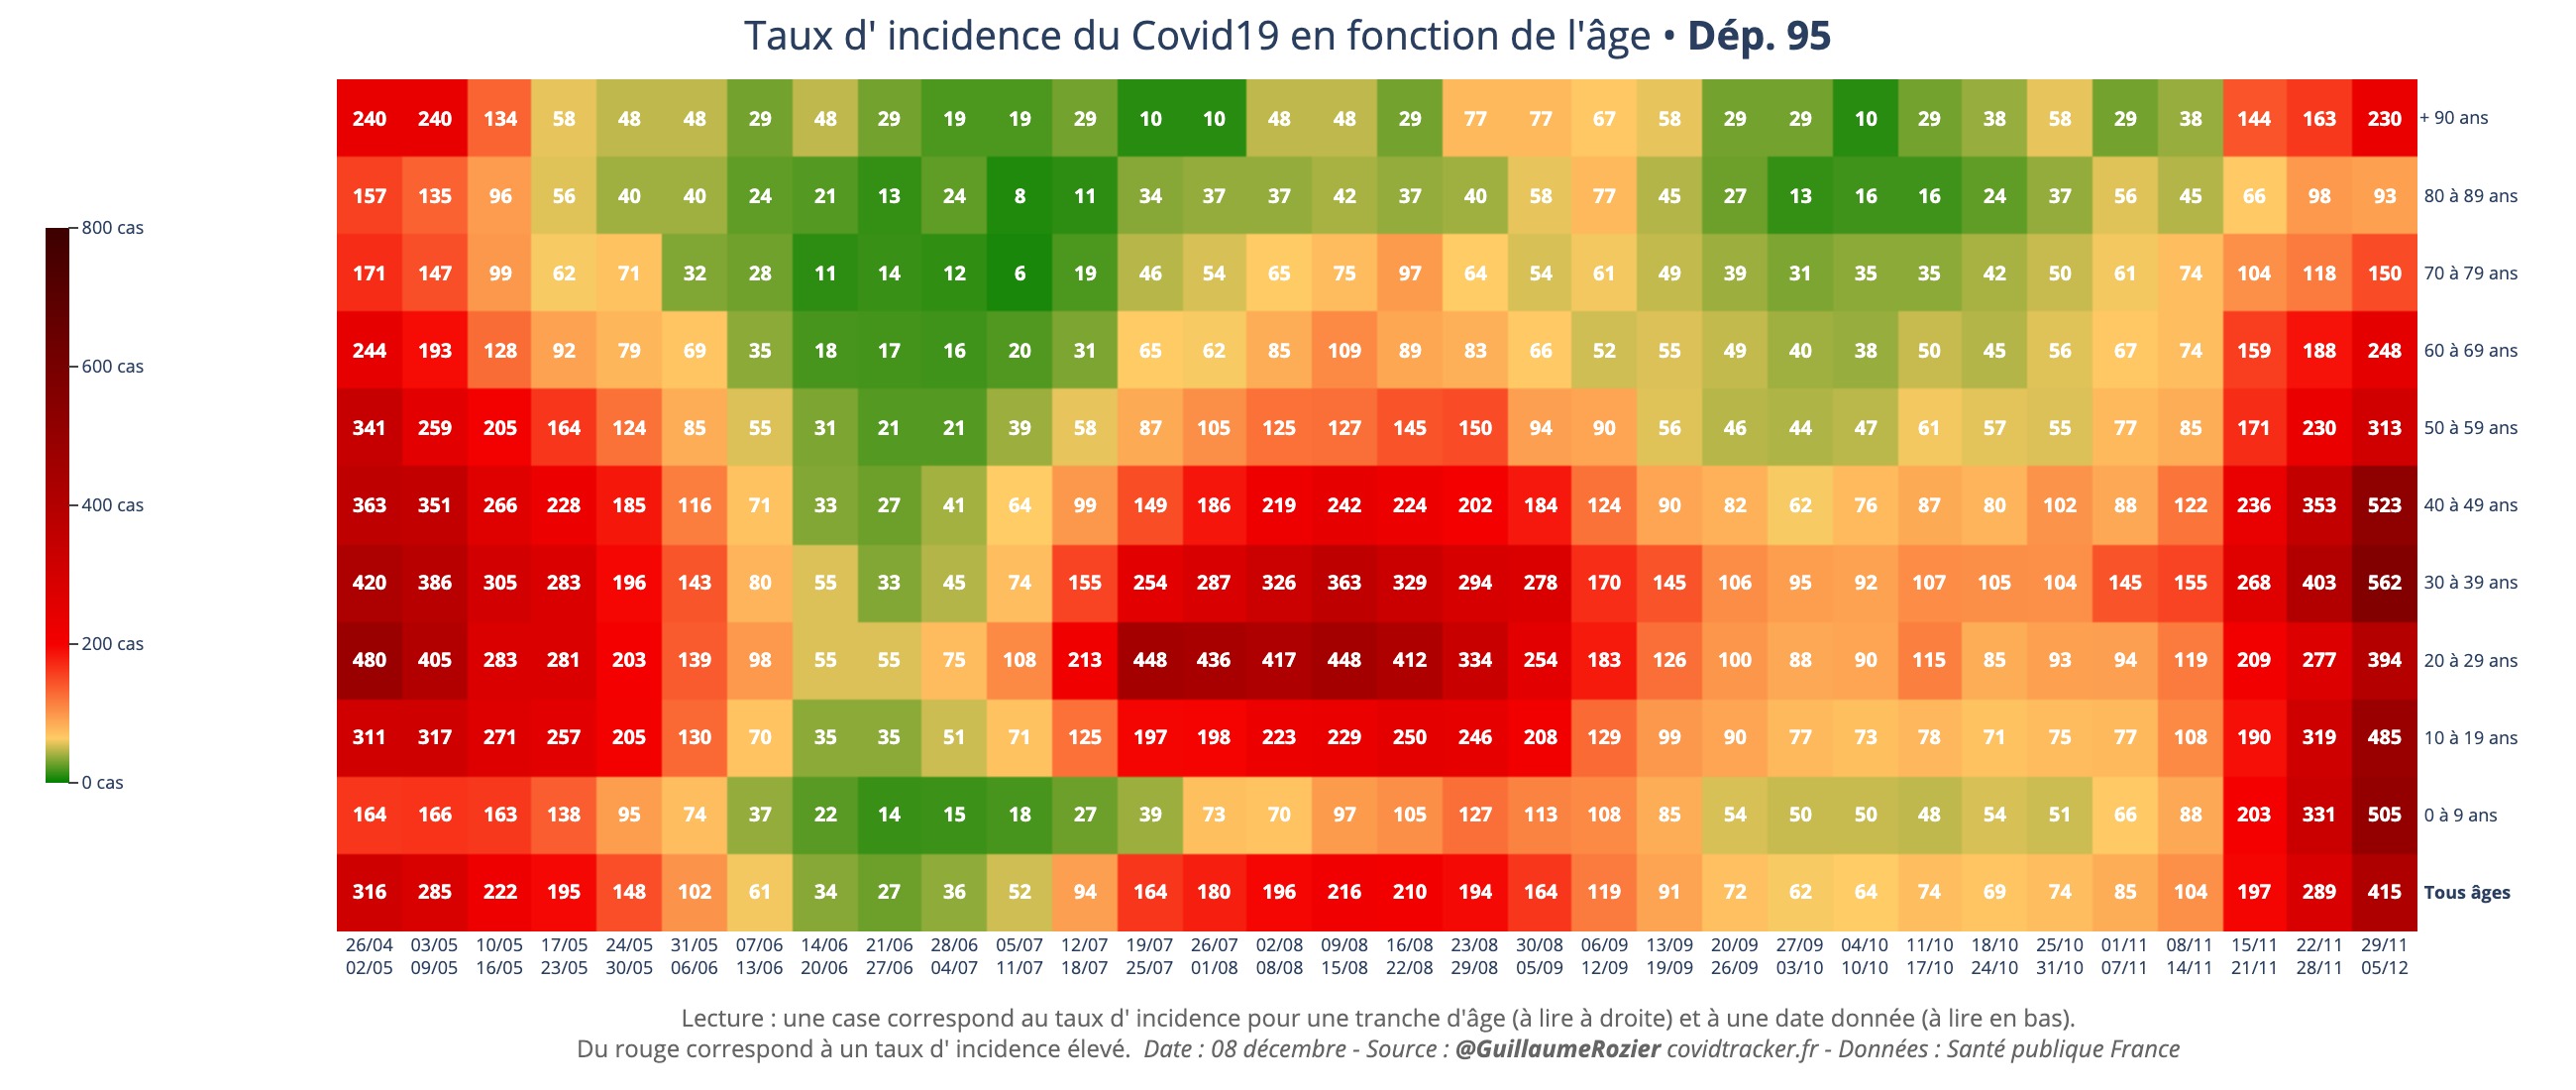 Taux d' incidence du Covid19 en fonction de l'âge • Dép. 95
240 240 134 58 48 48 29 48 29 19 19 29 10 10 48 48 29 77 77 67 58 29 29 10 29 38 58 29 38 144 163 230 + 90 ans
157 135 96 56 40 40 24 21 13 24 8 11 34 37 37 42 37 40 58 77 45 27 13 16 16 24 37 56 45 66 98 93 80 à 89 ans
800 cas
171 147 99 62 71 32 28 11 14 12 6 19 46 54 65 75 97 64 54 61 49 39 31 35 35 42 50 61 74 104 118 150 70 à 79 ans
244 193 128 92 79 69 35 18 17 16 20 31 65 62 85 109 89 83 66 52 55 49 40 38 50 45 56 67 74 159 188 248 60 à 69 ans
600 cas
341 259 205 164 124 85 55 31 21 21 39 58 87 105 125 127 145 150 94 90 56 46 44 47 61 57 55 77 85 171 230 313 50 à 59 ans
400 cas
363 351 266 228 185 116 71 33 27 41 64 99 149 186 219 242 224 202 184 124 90 82 62 76 87 80 102 88 122 236 353 523 40 à 49 ans
420 386 305 283 196 143 80 55 33 45 74 155 254 287 326 363 329 294 278 170 145 106 95 92 107 105 104 145 155 268 403 562 30 à 39 ans
200 cas
480 405 283 281 203 139 98 55 55 75 108 213 448 436 417 448 412 334 254 183 126 100 88 90 115 85 93 94 119 209 277 394 20 à 29 ans
311 317 271 257 205 130 70 35 35 51 71 125 197 198 223 229 250 246 208 129 99 90 77 73 78 71 75 77 108 190 319 485 10 à 19 ans
0 cas
164 166 163 138 95 74 37 22 14 15 18 27 39 73 70 97 105 127 113 108 85 54 50 50 48 54 51 66 88 203 331 505 0 à 9 ans
316 285 222 195 148 102 61 34 27 36 52 94 164 180 196 216 210 194 164 119 91 72 62 64 74 69 74 85 104 197 289 415 Tous âges
26/04 03/05 10/05 17/05 24/05 31/05 07/06 14/06 21/06 28/06 05/07 12/07 19/07 26/07 02/08 09/08 16/08 23/08 30/08 06/09 13/09 20/09 27/09 04/10 11/10 18/10 25/10 01/11 08/11 15/11 22/11 29/11
02/05 09/05 16/05 23/05 30/05 06/06 13/06 20/06 27/06 04/07 11/07 18/07 25/07 01/08 08/08 15/08 22/08 29/08 05/09 12/09 19/09 26/09 03/10 10/10 17/10 24/10 31/10 07/11 14/11 21/11 28/11 05/12
Lecture : une case correspond au taux d' incidence pour une tranche d'âge (à lire à droite) et à une date donnée (à lire en bas).
Du rouge correspond à un taux d' incidence élevé. Date : 08 décembre - Source : @GuillaumeRozier covidtracker.fr - Données : Santé publique France